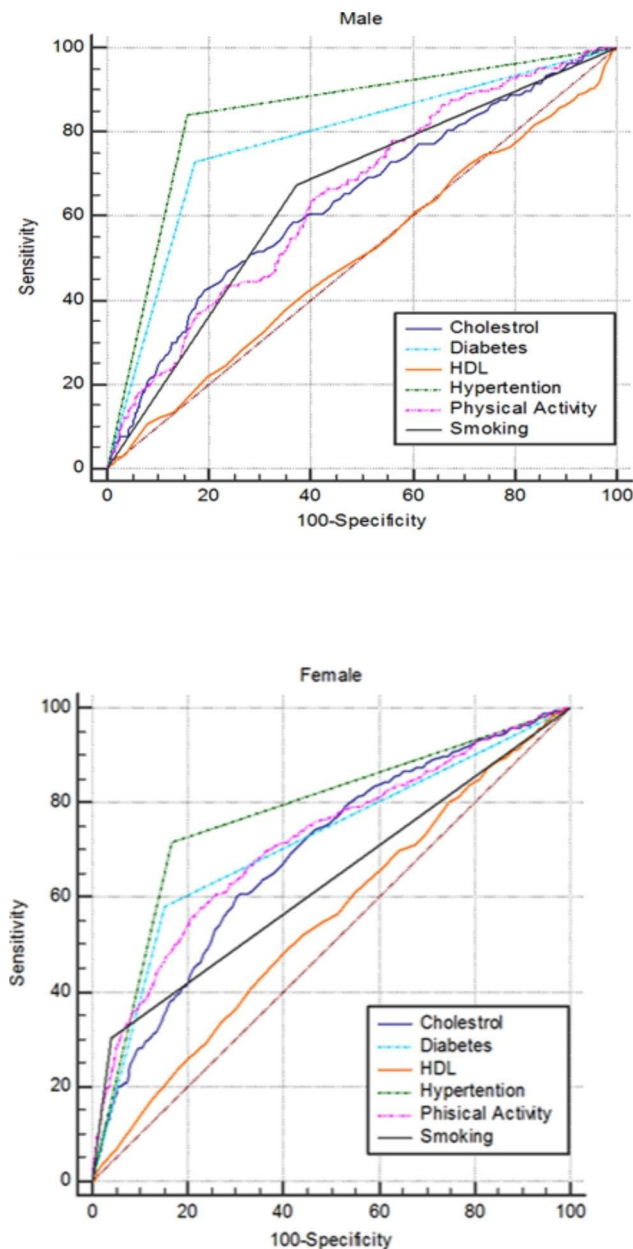 Male
100
80
60
40
20
0
Sensitivity
Cholestrol
Diabetes
HDL
Hypertention
Physical Activity
Smoking
0 20 40 60 80 100
100-Specificity
Female
100
80
60
40
20
0
Sensitivity
Cholestrol
Diabetes
HDL
Hypertention
Phisical Activity
Smoking
0 20 40 60 80 100
100-Specificity